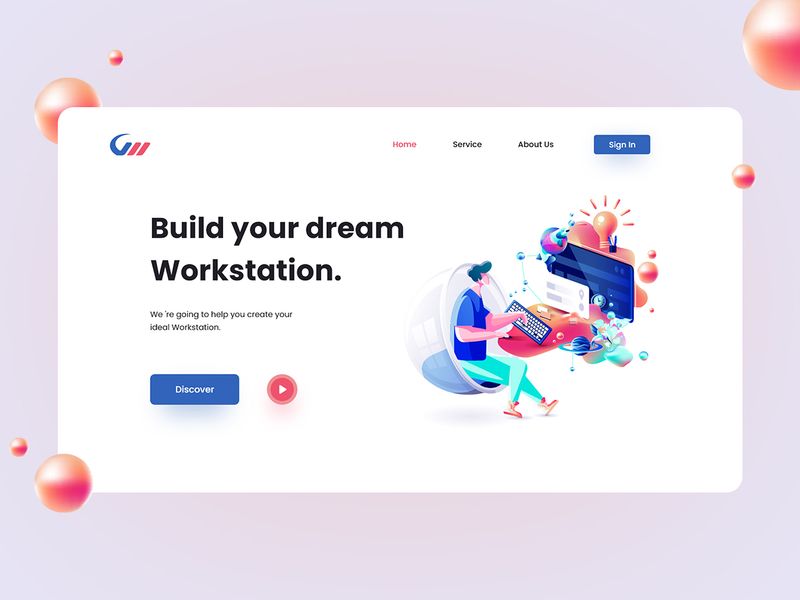 Home
Service
About Us
Sign In
Build your dream
Workstation.
We 're going to help you create your
ideal Workstation.
Discover